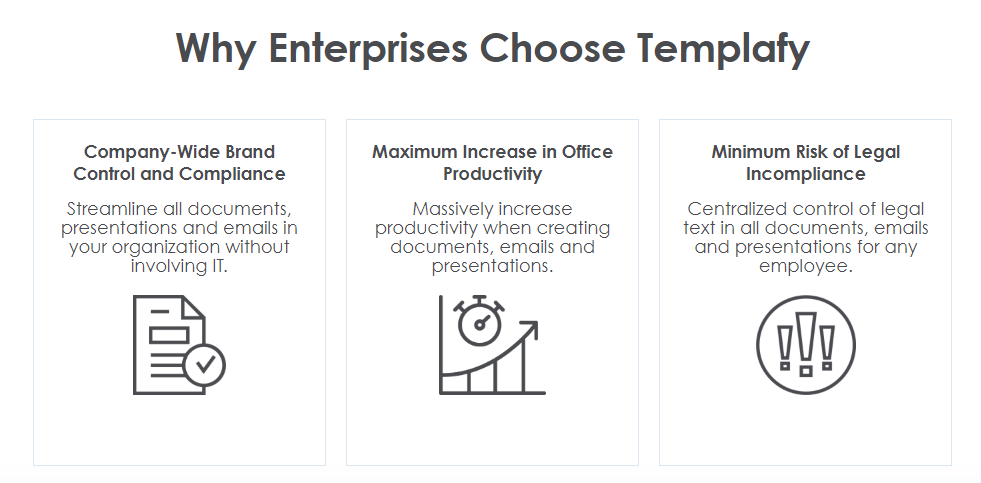 Why Enterprises Choose Templafy
Company-Wide Brand
Control and Compliance
Streamline all documents,
presentations and emails in
your organization without
involving IT.
Maximum Increase in Office
Productivity
Massively increase
productivity when creating
documents, emails and
presentations.
Minimum Risk of Legal
Incompliance
Centralized control of legal
text in all documents, emails
and presentations for any
employee.